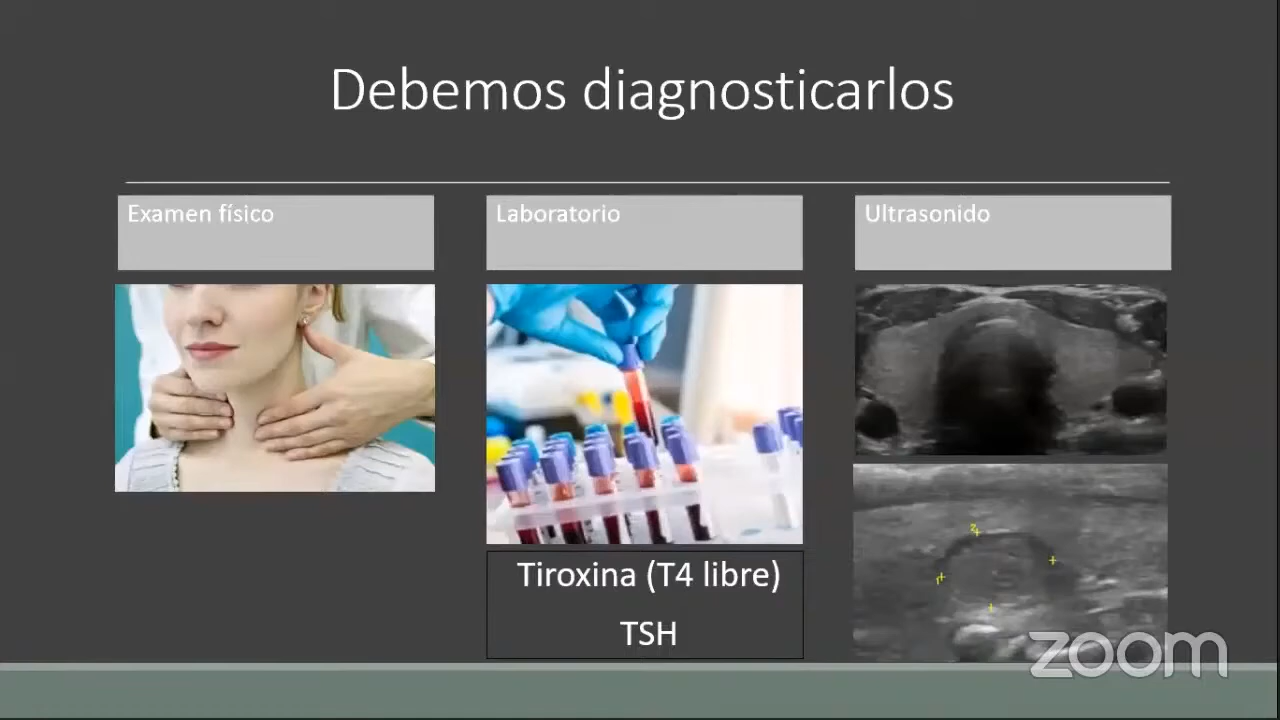 Debemos diagnosticarlos
Examen físico
Laboratorio
Ultrasonido
Tiroxina (T4 libre)
TSH
zoom